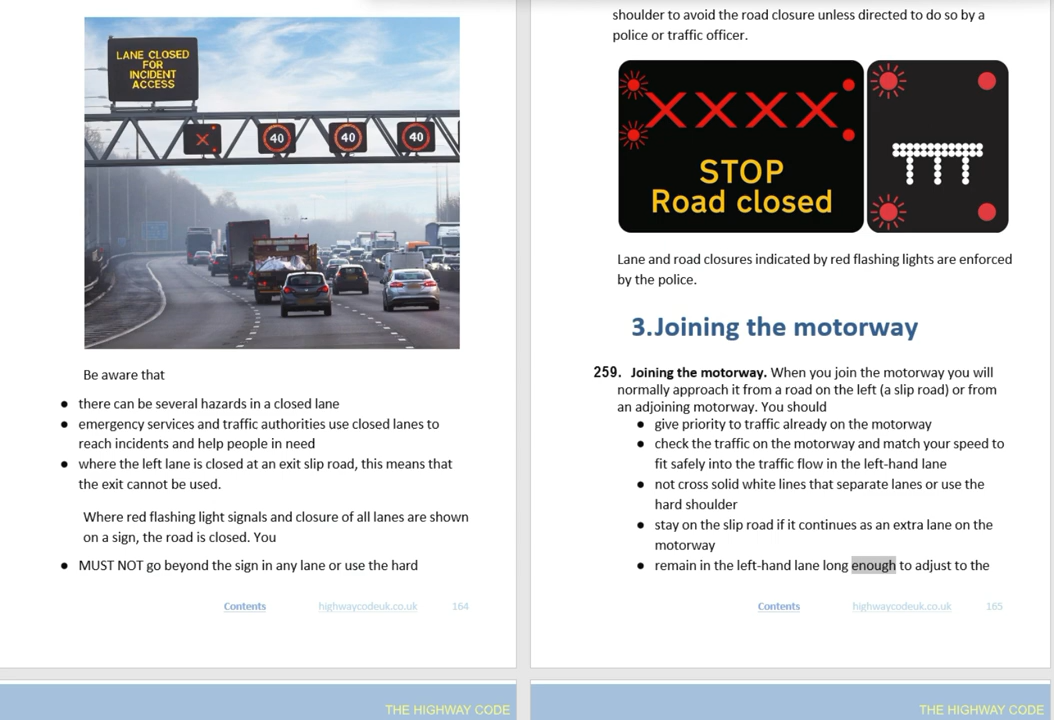 LANE CLOSED
FOR
INCIDENT
ACCESS
X
40
40
40
Be aware that
● there can be several hazards in a closed lane
● emergency services and traffic authorities use closed lanes to
reach incidents and help people in need
● where the left lane is closed at an exit slip road, this means that
the exit cannot be used.
Where red flashing light signals and closure of all lanes are shown
on a sign, the road is closed. You
● MUST NOT go beyond the sign in any lane or use the hard
Contents highwaycodeuk.co.uk 164
THE HIGHWAY CODE
shoulder to avoid the road closure unless directed to do so by a
police or traffic officer.
XXXX
STOP
Road closed
Lane and road closures indicated by red flashing lights are enforced
by the police.
3.Joining the motorway
259. Joining the motorway. When you join the motorway you will
normally approach it from a road on the left (a slip road) or from
an adjoining motorway. You should
● give priority to traffic already on the motorway
● check the traffic on the motorway and match your speed to
fit safely into the traffic flow in the left-hand lane
● not cross solid white lines that separate lanes or use the
hard shoulder
● stay on the slip road if it continues as an extra lane on the
motorway
● remain in the left-hand lane long enough to adjust to the
Contents highwaycodeuk.co.uk 165
THE HIGHWAY CODE